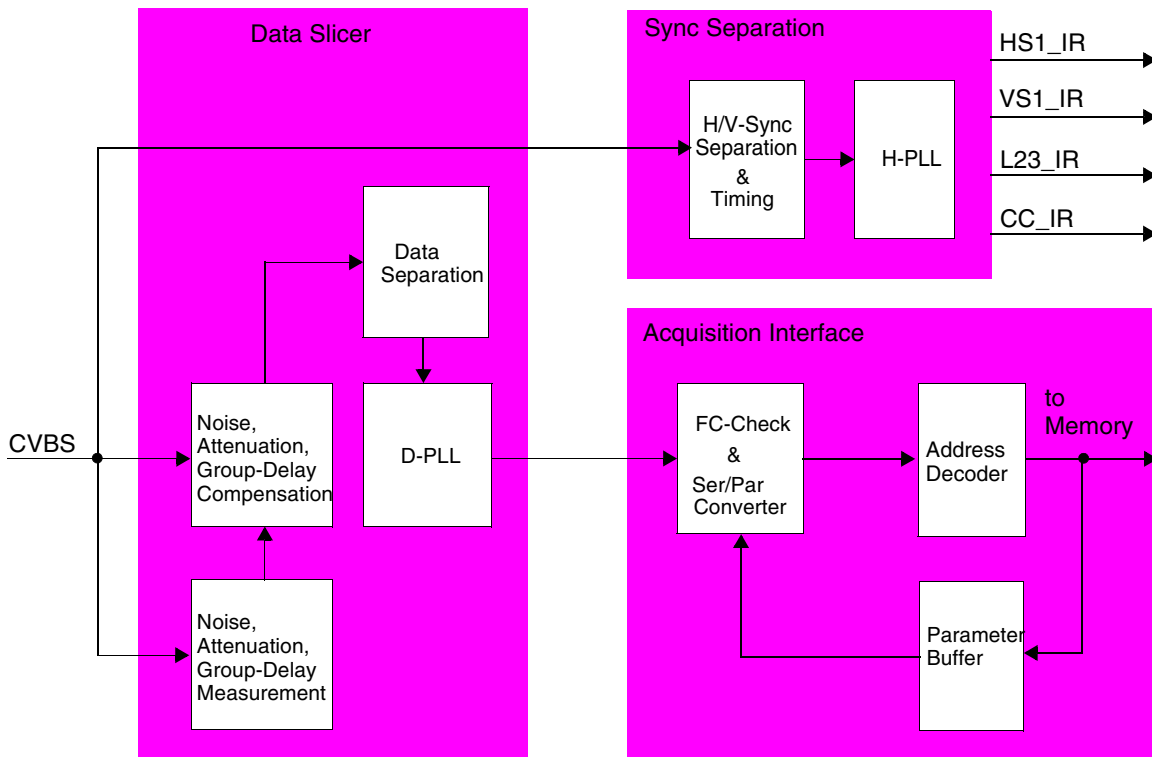 Data Slicer
Sync Separation
HS1_IR
VS1_IR
L23_IR
CC_IR
H/V-Sync
Separation
&
Timing
H-PLL
Data
Separation
Acquisition Interface
CVBS
Noise,
Attenuation,
Group-Delay
Compensation
D-PLL
FC-Check
&
Ser/Par
Converter
Address
Decoder
to
Memory
Noise,
Attenuation,
Group-Delay
Measurement
Parameter
Buffer